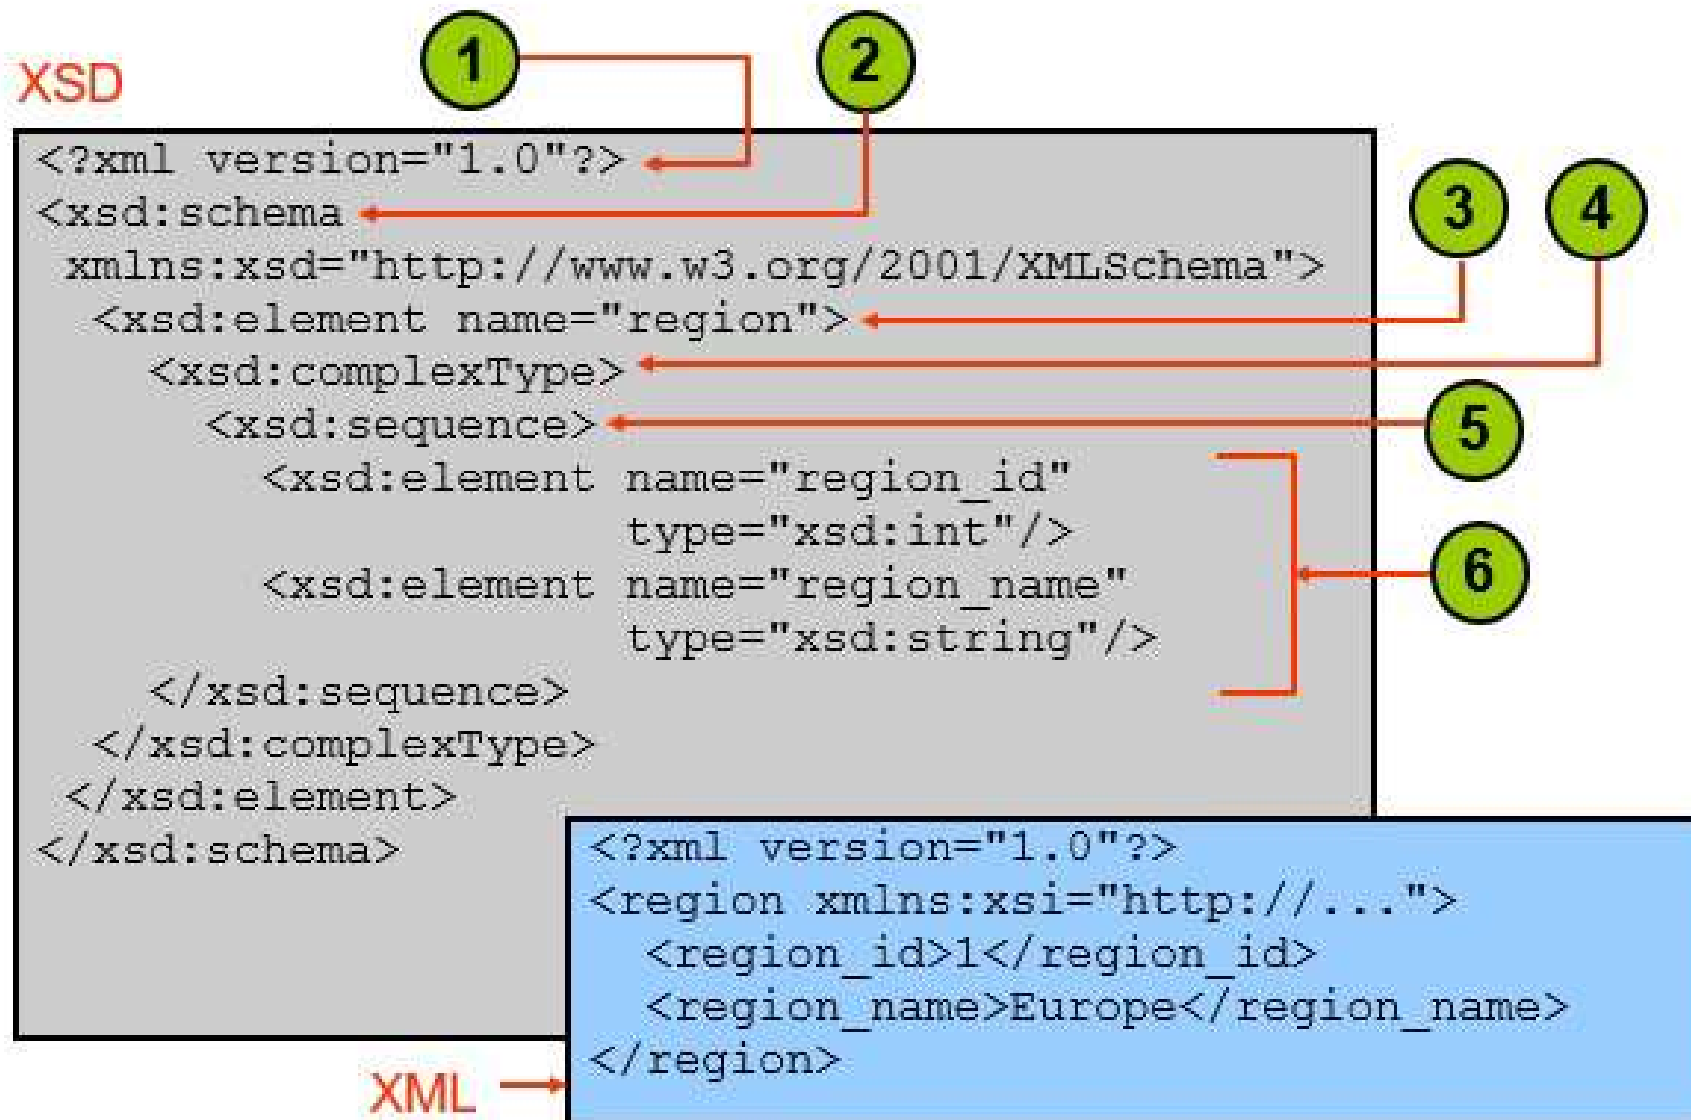 1
2
XSD
<?xml version="1.0"?>
<xsd:schema
xmlns:xsd="http://www.w3.org/2001/XMLSchema">
<xsd:element name="region">
<xsd:complexType>
<xsd:sequence>
<xsd:element name="region_id"
type="xsd:int"/>
<xsd:element name="region_name"
type="xsd:string"/>
</xsd:sequence>
</xsd:complexType>
</xsd:element>
</xsd:schema>
3
4
5
6
<?xml version="1.0"?>
<region xmlns:xsi="http://...">
<region_id>1</region_id>
<region_name>Europe</region_name>
</region>
XML